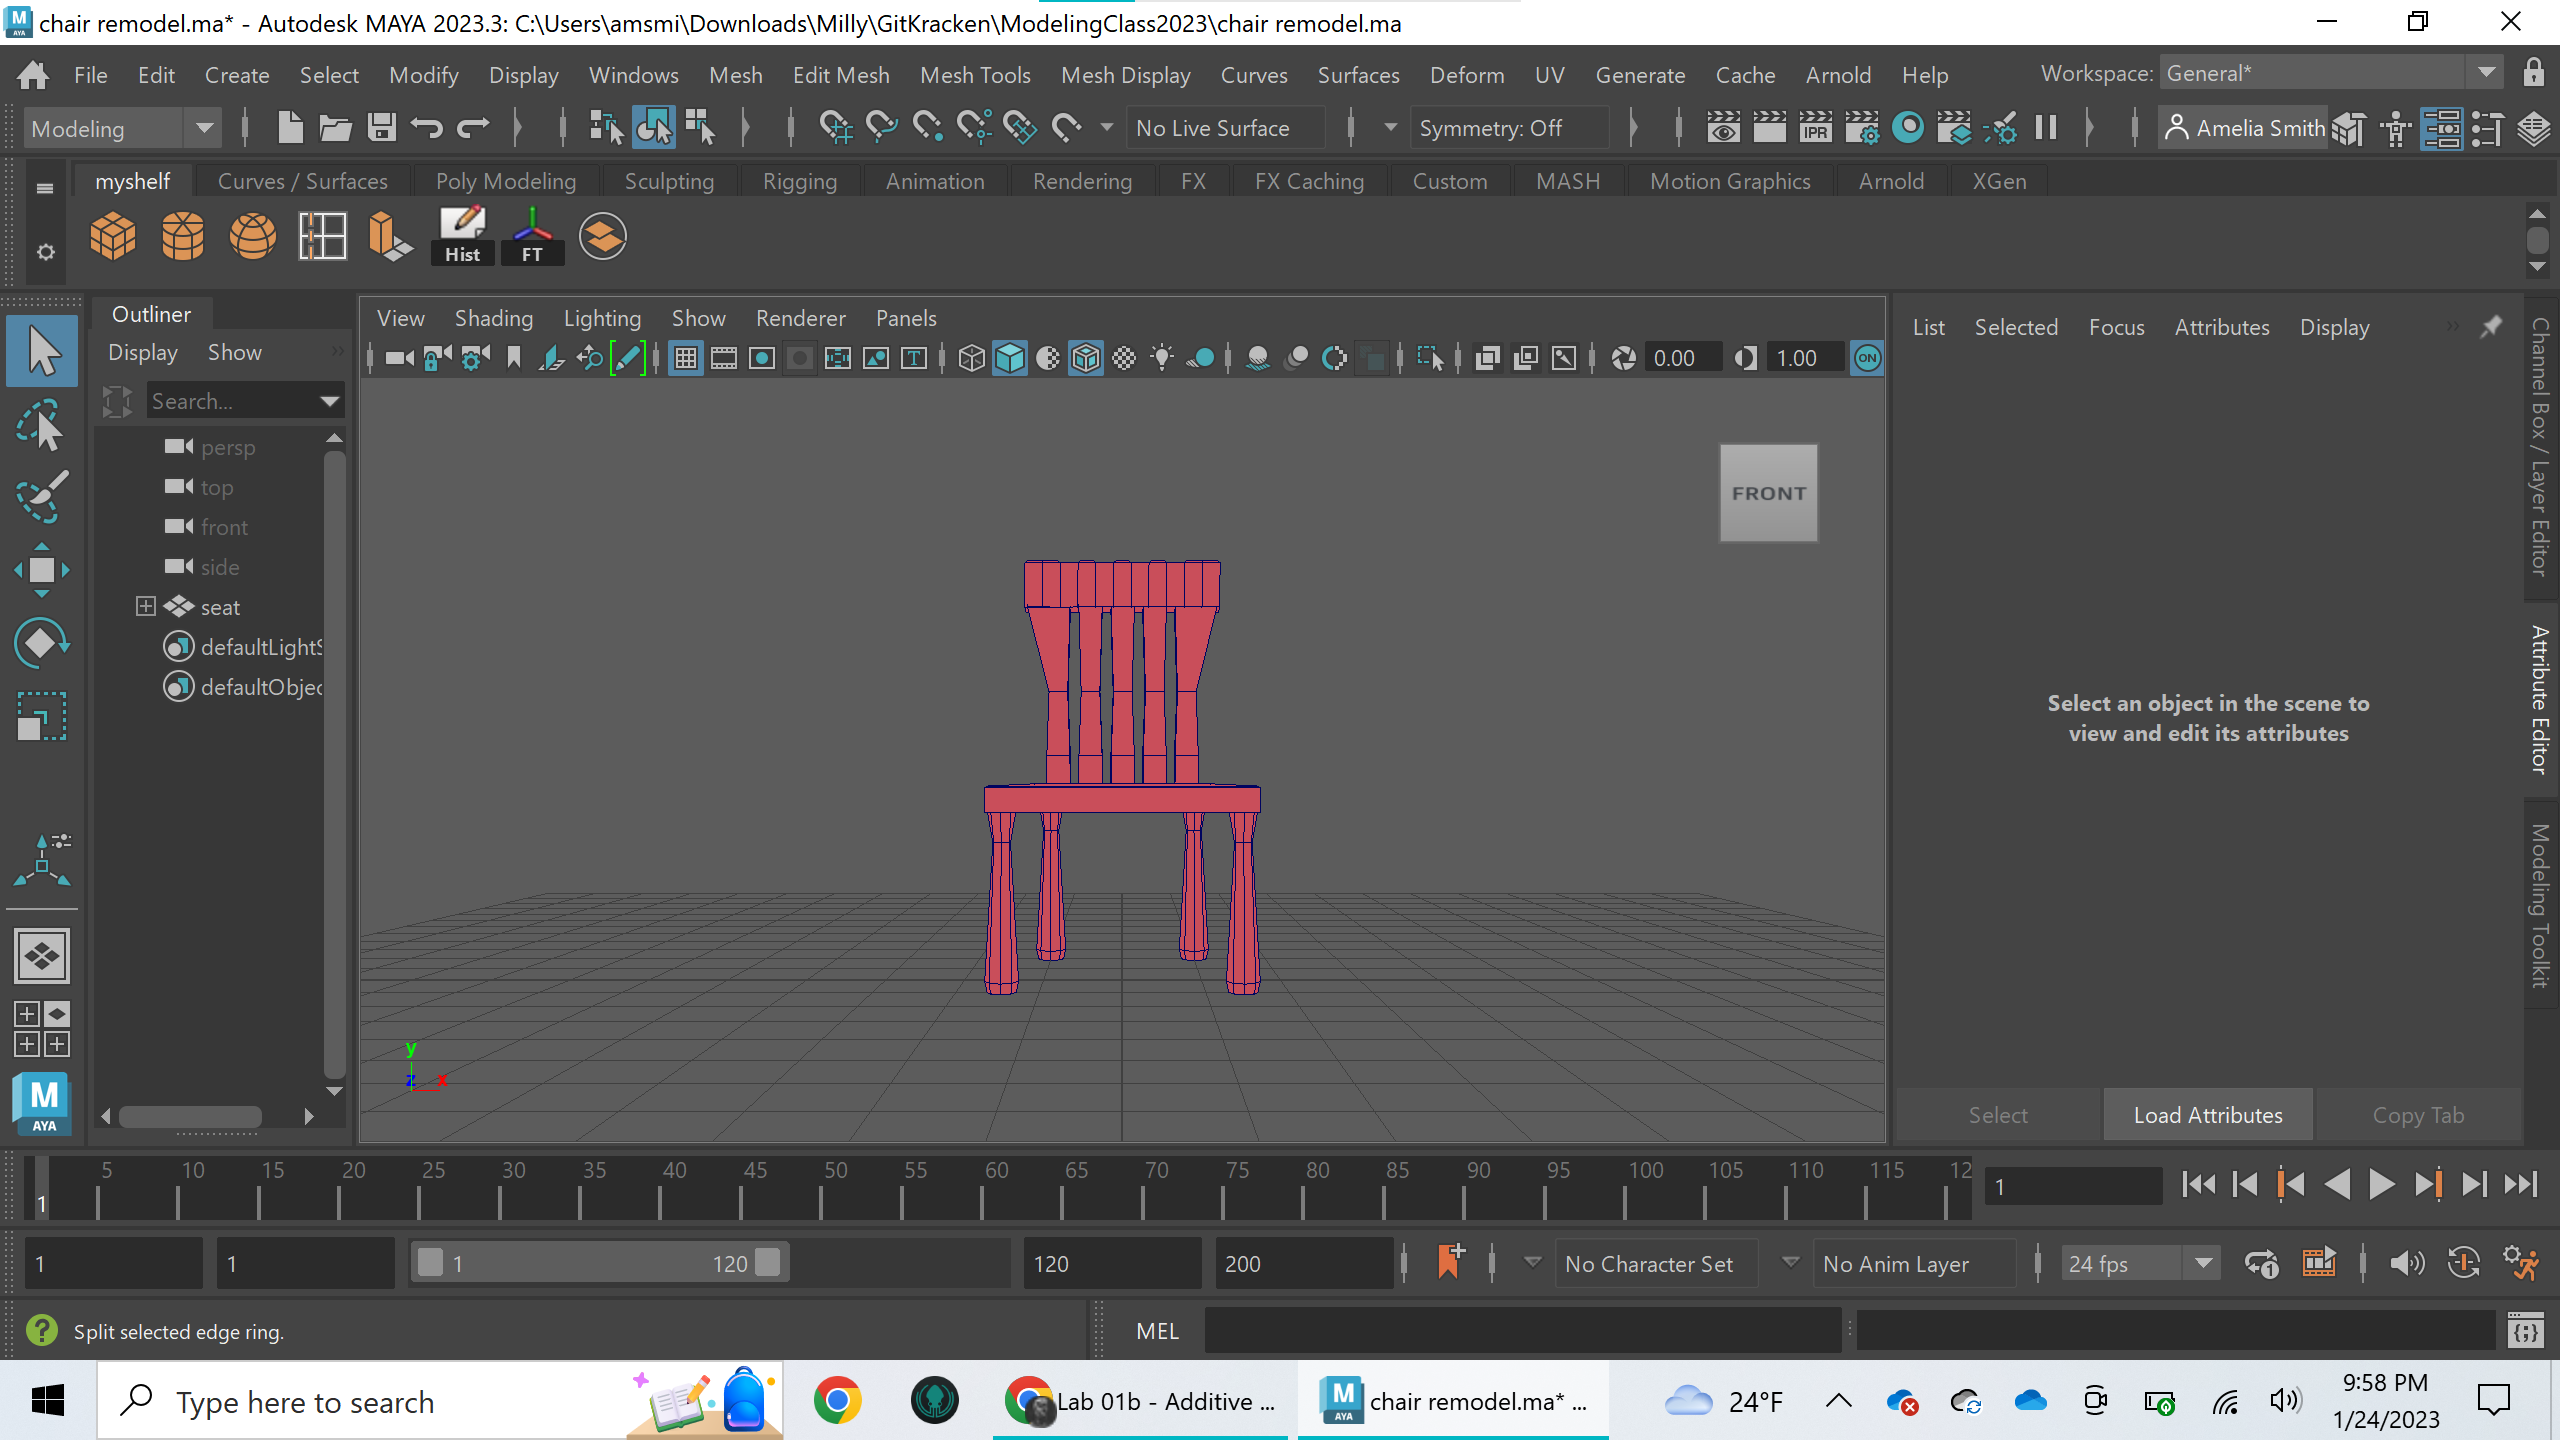 chair remodel.ma* - Autodesk MAYA 2023.3: C:\Users\amsmi\Downloads\Milly\GitKracken\ModelingClass2023\chair remodel.ma
File Edit Create Select Modify Display Windows Mesh Edit Mesh Mesh Tools Mesh Display Curves Surfaces Deform UV Generate Cache Arnold Help Workspace: General*
Modeling No Live Surface Symmetry: Off IPR Amelia Smith
myshelf Curves / Surfaces Poly Modeling Sculpting Rigging Animation Rendering FX FX Caching Custom MASH Motion Graphics Arnold XGen
Hist FT
Outliner
Display Show
Search...
persp
top
front
side
seat
defaultLightS
defaultObjec
View Shading Lighting Show Renderer Panels
0.00 1.00 ON
FRONT
y
z x
List Selected Focus Attributes Display
Select an object in the scene to
view and edit its attributes
Select Load Attributes Copy Tab
Channel Box / Layer Editor
Attribute Editor
Modeling Toolkit
M
AYA
5 10 15 20 25 30 35 40 45 50 55 60 65 70 75 80 85 90 95 100 105 110 115 12
1 1
1 1 1 120 120 200 No Character Set No Anim Layer 24 fps
Split selected edge ring. MEL
Type here to search Lab 01b - Additive ... chair remodel.ma* ... 24°F 9:58 PM
1/24/2023